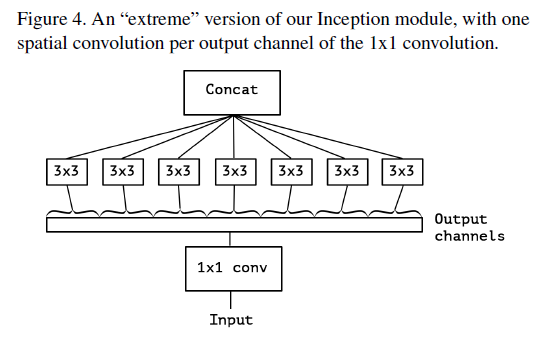 Figure 4. An “extreme” version of our Inception module, with one
spatial convolution per output channel of the 1x1 convolution.
Concat
3x3 3x3 3x3 3x3 3x3 3x3 3x3
Output
channels
1x1 conv
Input